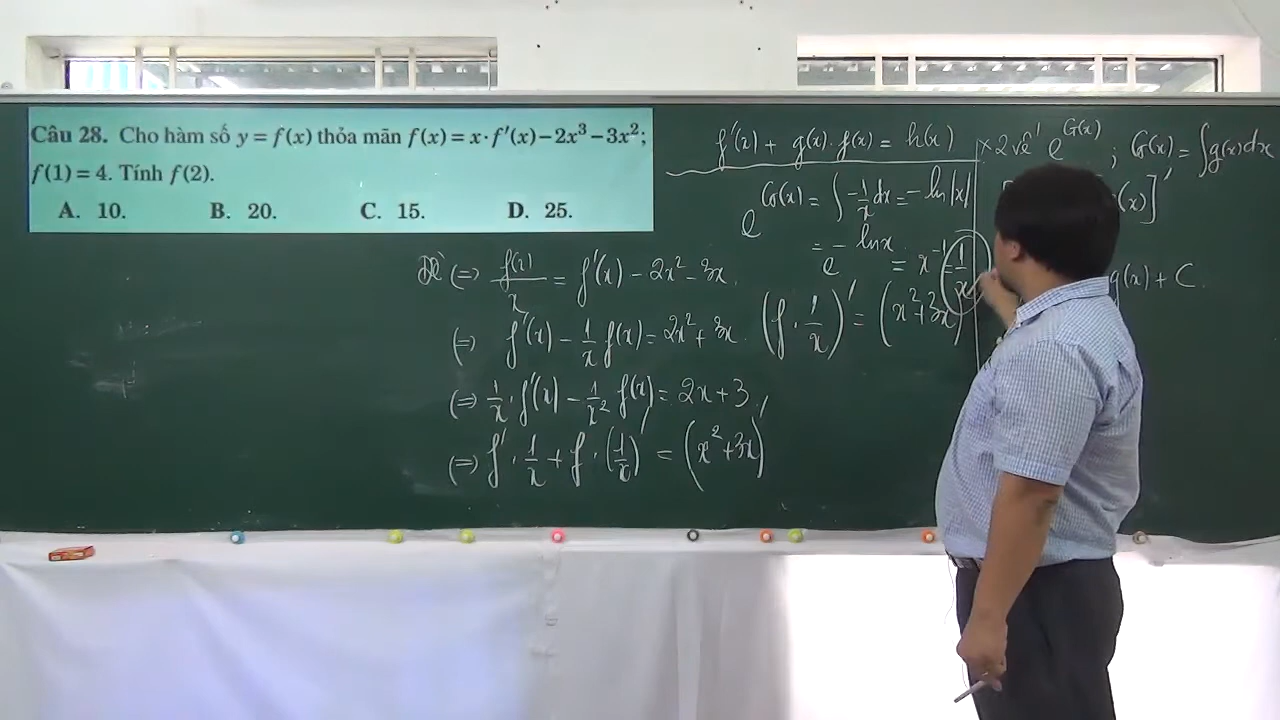 Câu 28. Cho hàm số y = f(x) thỏa mãn f(x) = x · f′(x) − 2x³ − 3x²;
f(1) = 4. Tính f(2).
A. 10. B. 20. C. 15. D. 25.
f'(x) + g(x).f(x) = h(x)
×2 vế e^{G(x)} ; G(x) = ∫g(x)dx
e^{G(x)} = ∫ -1/x dx = -ln|x|
= e^{-lnx} = x^{-1} = 1/x
(x)]'
g(x) + C.
(f . 1/x)' = (x² + 3x)
Đề (=) f(x)/x = f'(x) - 2x² - 3x.
(=) f'(x) - 1/x f(x) = 2x² + 3x.
(=) 1/x . f'(x) - 1/x² f(x) = 2x + 3.
(=) f' . 1/x + f . (1/x)' = (x² + 3x)'